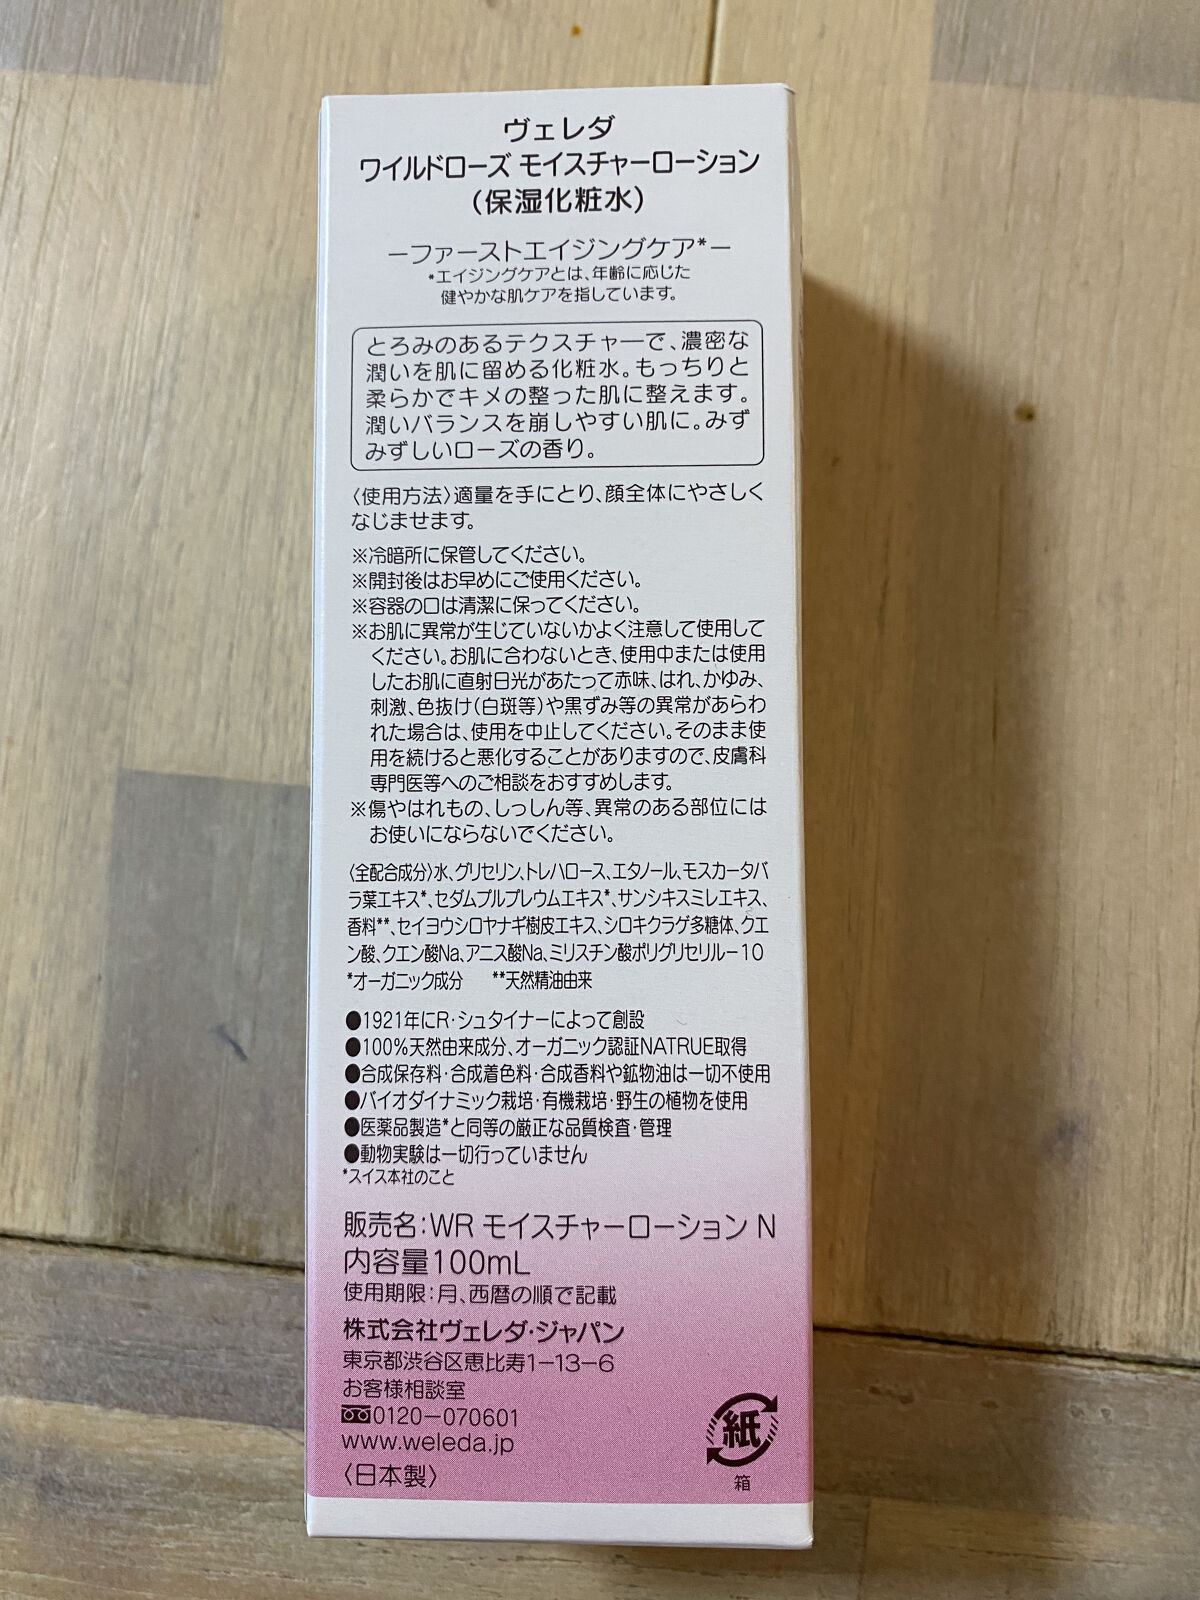 ヴェレダ
ワイルドローズ モイスチャーローション
(保湿化粧水)
－ファーストエイジングケア*－
*エイジングケアとは、年齢に応じた
健やかな肌ケアを指しています。
とろみのあるテクスチャーで、濃密な
潤いを肌に留める化粧水。もっちりと
柔らかでキメの整った肌に整えます。
潤いバランスを崩しやすい肌に。みず
みずしいローズの香り。
〈使用方法〉適量を手にとり、顔全体にやさしく
なじませます。
※冷暗所に保管してください。
※開封後はお早めにご使用ください。
※容器の口は清潔に保ってください。
※お肌に異常が生じていないかよく注意して使用して
ください。お肌に合わないとき、使用中または使用
したお肌に直射日光があたって赤味、はれ、かゆみ、
刺激、色抜け(白斑等)や黒ずみ等の異常があらわ
れた場合は、使用を中止してください。そのまま使
用を続けると悪化することがありますので、皮膚科
専門医等へのご相談をおすすめします。
※傷やはれもの、しっしん等、異常のある部位には
お使いにならないでください。
〈全配合成分〉水、グリセリン、トレハロース、エタノール、モスカータバ
ラ葉エキス*、セダムプルプレウムエキス*、サンシキスミレエキス、
香料**、セイヨウシロヤナギ樹皮エキス、シロキクラゲ多糖体、クエ
ン酸、クエン酸Na、アニス酸Na、ミリスチン酸ポリグリセリル－10
*オーガニック成分 **天然精油由来
●1921年にR・シュタイナーによって創設
●100%天然由来成分、オーガニック認証NATRUE取得
●合成保存料・合成着色料・合成香料や鉱物油は一切不使用
●バイオダイナミック栽培・有機栽培・野生の植物を使用
●医薬品製造*と同等の厳正な品質検査・管理
●動物実験は一切行っていません
*スイス本社のこと
販売名：WR モイスチャーローション N
内容量100mL
使用期限：月、西暦の順で記載
株式会社ヴェレダ・ジャパン
東京都渋谷区恵比寿1－13－6
お客様相談室
0120－070601
www.weleda.jp
〈日本製〉
紙
箱